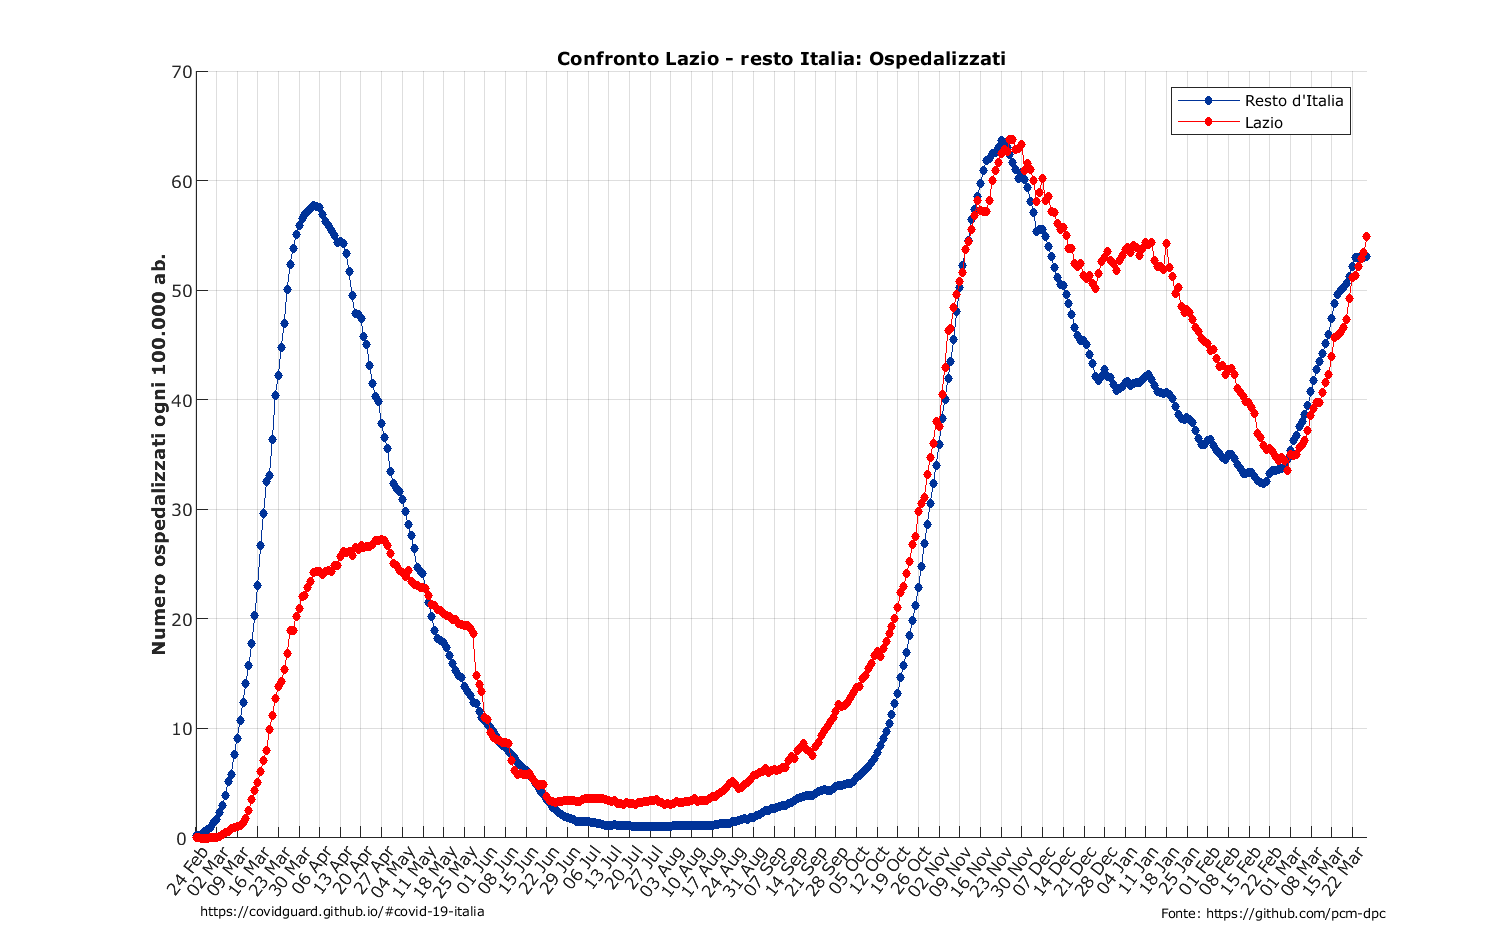 Confronto Lazio - resto Italia: Ospedalizzati
Numero ospedalizzati ogni 100.000 ab.
70
60
50
40
30
20
10
0
Resto d'Italia
Lazio
24 Feb
02 Mar
09 Mar
16 Mar
23 Mar
30 Mar
06 Apr
13 Apr
20 Apr
27 Apr
04 May
11 May
18 May
25 May
01 Jun
08 Jun
15 Jun
22 Jun
29 Jun
06 Jul
13 Jul
20 Jul
27 Jul
03 Aug
10 Aug
17 Aug
24 Aug
31 Aug
07 Sep
14 Sep
21 Sep
28 Sep
05 Oct
12 Oct
19 Oct
26 Oct
02 Nov
09 Nov
16 Nov
23 Nov
30 Nov
07 Dec
14 Dec
21 Dec
28 Dec
04 Jan
11 Jan
18 Jan
25 Jan
01 Feb
08 Feb
15 Feb
22 Feb
01 Mar
08 Mar
15 Mar
22 Mar
https://covidguard.github.io/#covid-19-italia
Fonte: https://github.com/pcm-dpc